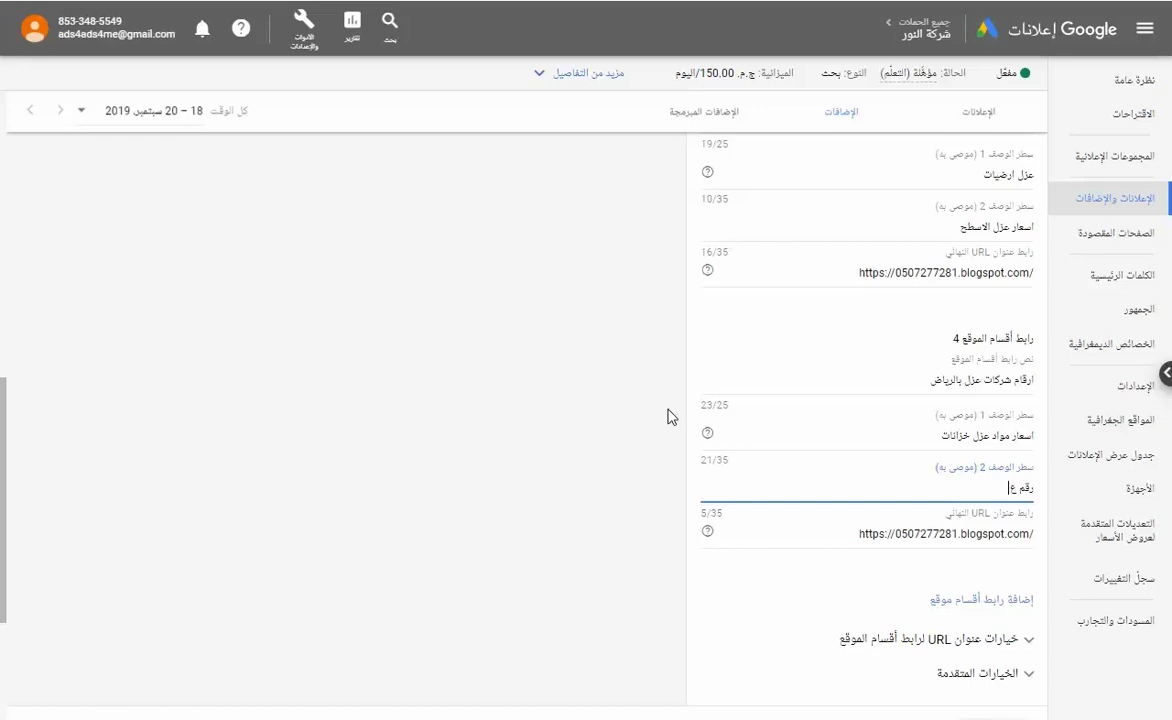 Google إعلانات
جميع الحملات
شركة النور
بحث
تقارير
الأدوات
والإعدادات
853-348-5549
ads4ads4me@gmail.com
مفعّل الحالة: مؤهَّلة (التعلّم) النوع: بحث الميزانية: ج.م. 150.00/اليوم مزيد من التفاصيل
الإعلانات الإضافات الإضافات المبرمجة كل الوقت 18 – 20 سبتمبر، 2019
نظرة عامة
الاقتراحات
المجموعات الإعلانية
الإعلانات والإضافات
الصفحات المقصودة
الكلمات الرئيسية
الجمهور
الخصائص الديمغرافية
الإعدادات
المواقع الجغرافية
جدول عرض الإعلانات
الأجهزة
التعديلات المتقدمة
لعروض الأسعار
سجلّ التغييرات
المسودات والتجارب
19/25
سطر الوصف 1 (موصى به)
عزل ارضيات
10/35
سطر الوصف 2 (موصى به)
اسعار عزل الاسطح
16/35
رابط عنوان URL النهائي
https://0507277281.blogspot.com/
رابط أقسام الموقع 4
نص رابط أقسام الموقع
ارقام شركات عزل بالرياض
23/25
سطر الوصف 1 (موصى به)
اسعار مواد عزل خزانات
21/35
سطر الوصف 2 (موصى به)
رقم ع
5/35
رابط عنوان URL النهائي
https://0507277281.blogspot.com/
إضافة رابط أقسام موقع
خيارات عنوان URL لرابط أقسام الموقع
الخيارات المتقدمة